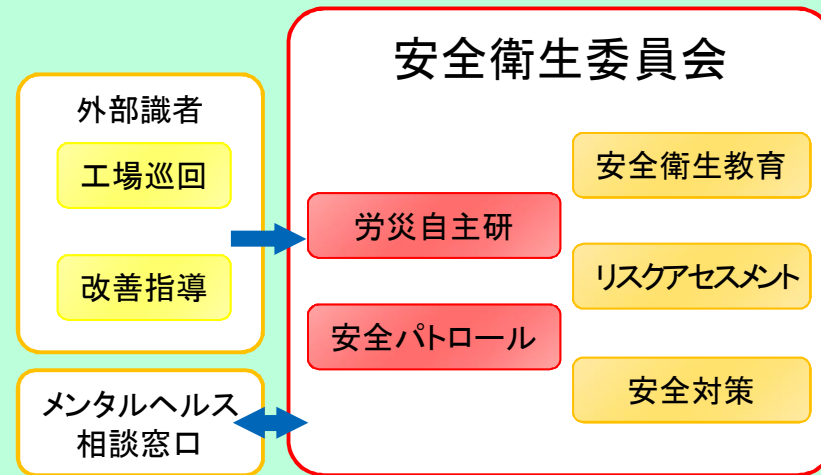 安全衛生委員会
外部識者
工場巡回
改善指導
メンタルヘルス
相談窓口
労災自主研
安全パトロール
安全衛生教育
リスクアセスメント
安全対策